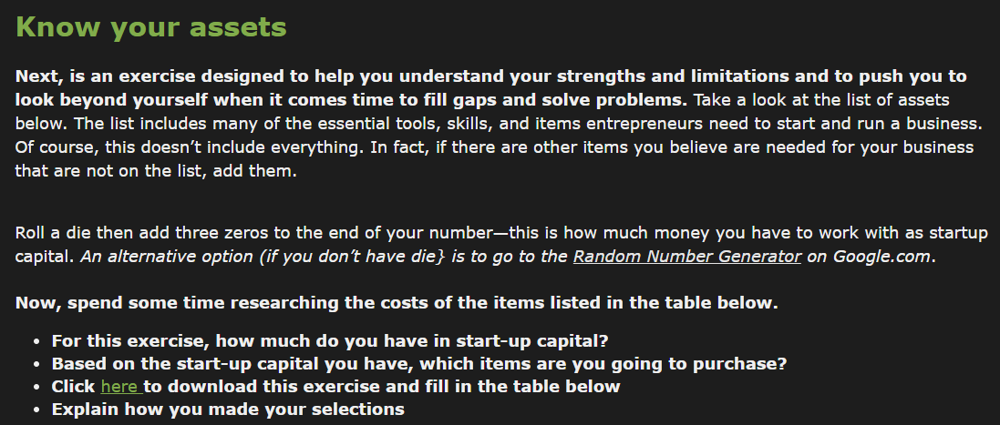 Know your assets
Next, is an exercise designed to help you understand your strengths and limitations and to push you to
look beyond yourself when it comes time to fill gaps and solve problems. Take a look at the list of assets
below. The list includes many of the essential tools, skills, and items entrepreneurs need to start and run a business.
Of course, this doesn’t include everything. In fact, if there are other items you believe are needed for your business
that are not on the list, add them.
Roll a die then add three zeros to the end of your number—this is how much money you have to work with as startup
capital. An alternative option (if you don’t have die} is to go to the Random Number Generator on Google.com.
Now, spend some time researching the costs of the items listed in the table below.
• For this exercise, how much do you have in start-up capital?
• Based on the start-up capital you have, which items are you going to purchase?
• Click here to download this exercise and fill in the table below
• Explain how you made your selections